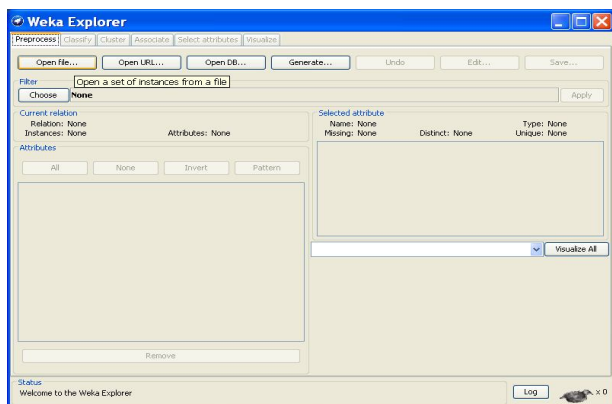 Weka Explorer
Preprocess Classify Cluster Associate Select attributes Visualize
Open file... Open URL... Open DB... Generate... Undo Edit... Save...
Filter
Open a set of instances from a file
Choose None Apply
Current relation
Relation: None
Instances: None Attributes: None
Selected attribute
Name: None Type: None
Missing: None Distinct: None Unique: None
Attributes
All None Invert Pattern
Visualize All
Remove
Status
Welcome to the Weka Explorer
Log x 0